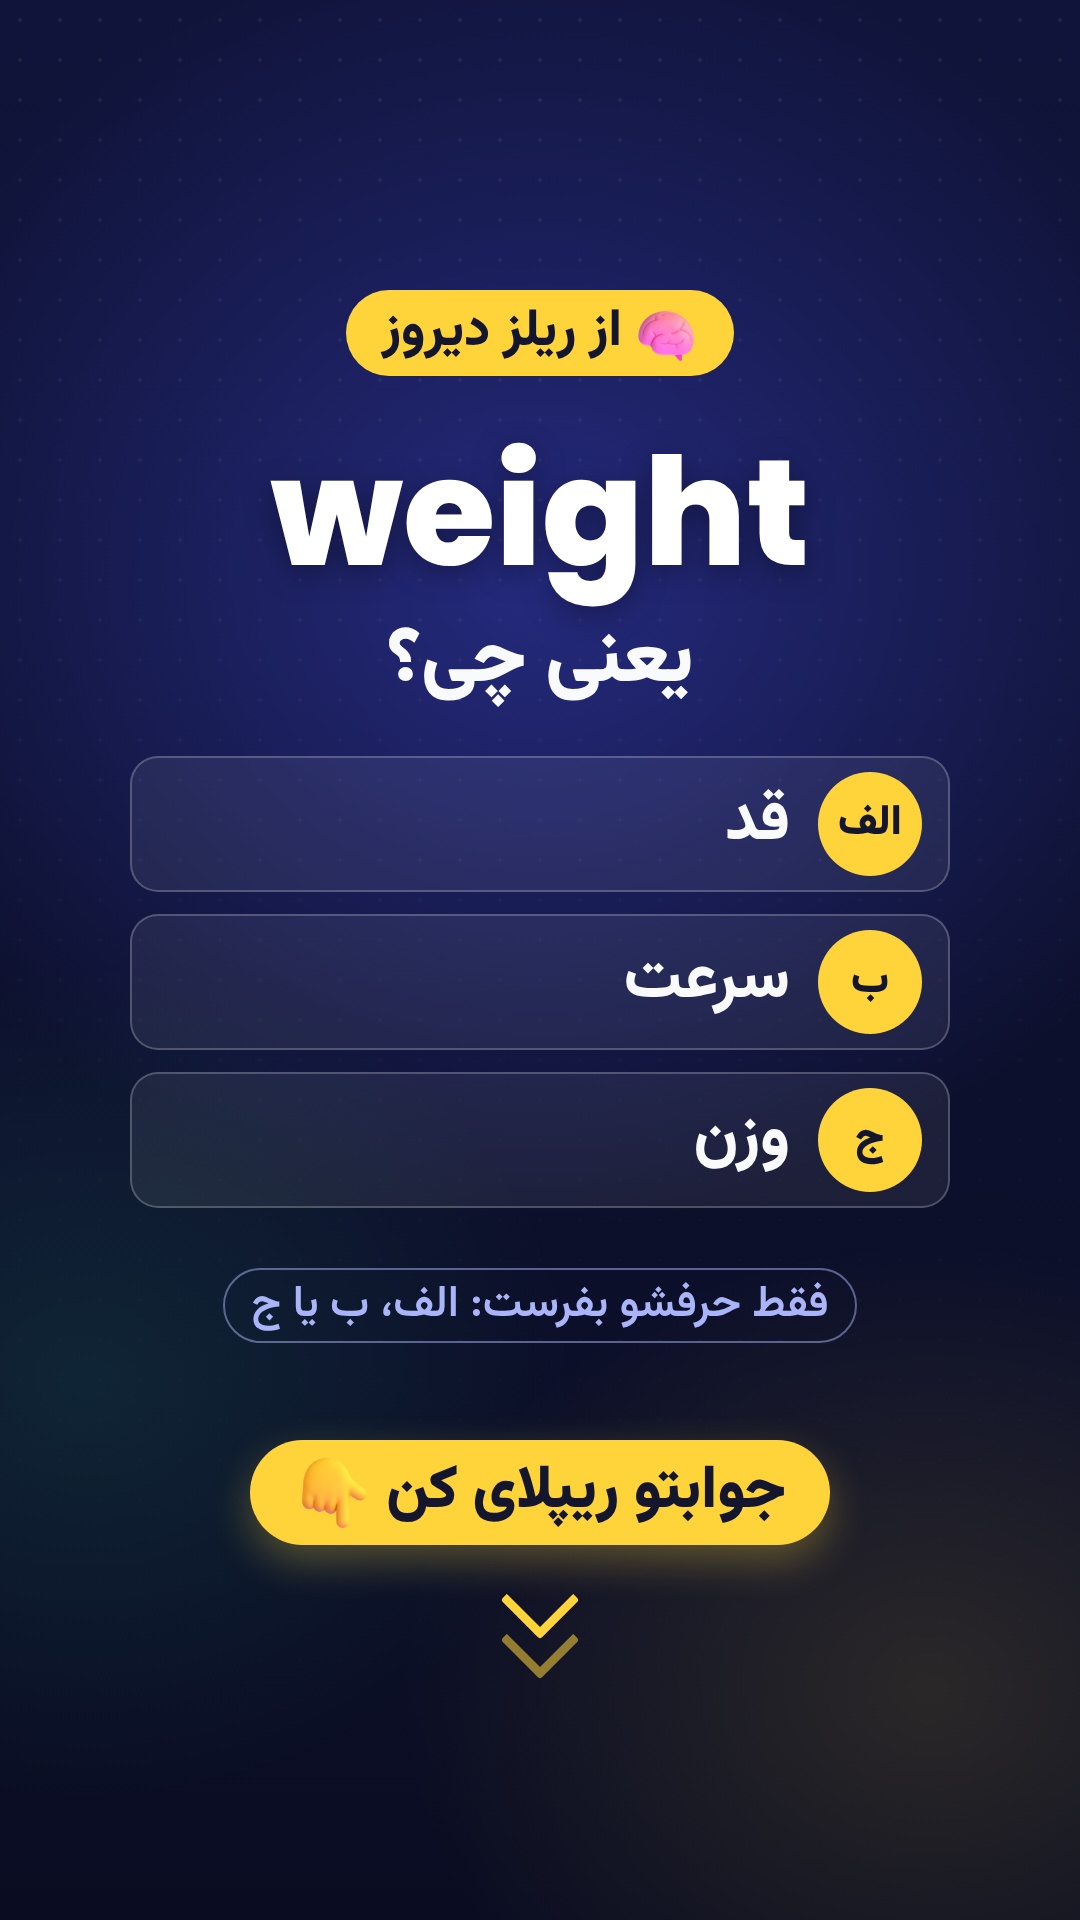 🧠 از ریلز دیروز
weight
یعنی چی؟
الف قد
ب سرعت
ج وزن
فقط حرفشو بفرست: الف، ب یا ج
جوابتو ریپلای کن 👇